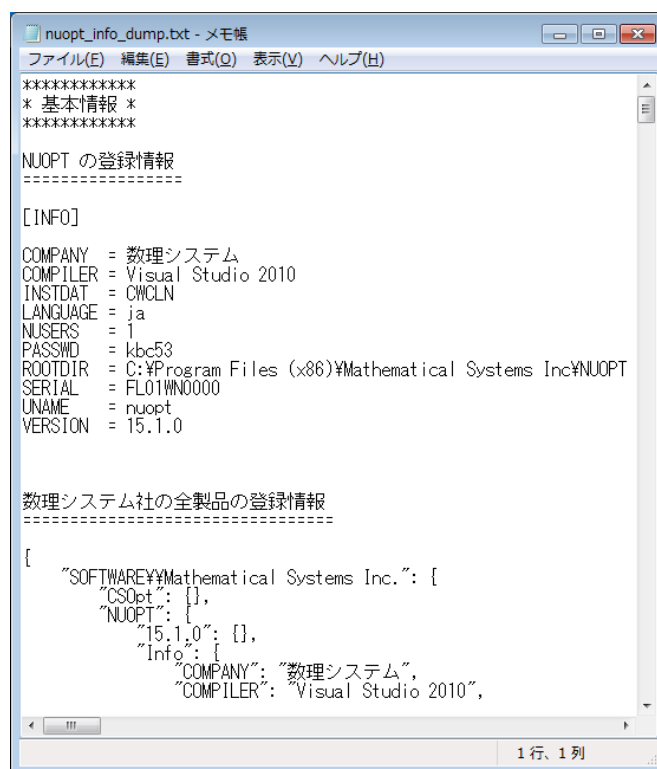 nuopt_info_dump.txt - メモ帳
ファイル(F) 編集(E) 書式(O) 表示(V) ヘルプ(H)
************
* 基本情報 *
************
NUOPT の登録情報
=================
[INFO]
COMPANY = 数理システム
COMPILER = Visual Studio 2010
INSTDAT = CWCLN
LANGUAGE = ja
NUSERS = 1
PASSWD = kbc53
ROOTDIR = C:¥Program Files (x86)¥Mathematical Systems Inc¥NUOPT
SERIAL = FL01WN0000
UNAME = nuopt
VERSION = 15.1.0
数理システム社の全製品の登録情報
=================================
{
"SOFTWARE¥¥Mathematical Systems Inc.": {
"CSOpt": {},
"NUOPT": {
"15.1.0": {},
"Info": {
"COMPANY": "数理システム",
"COMPILER": "Visual Studio 2010",
1 行、1 列